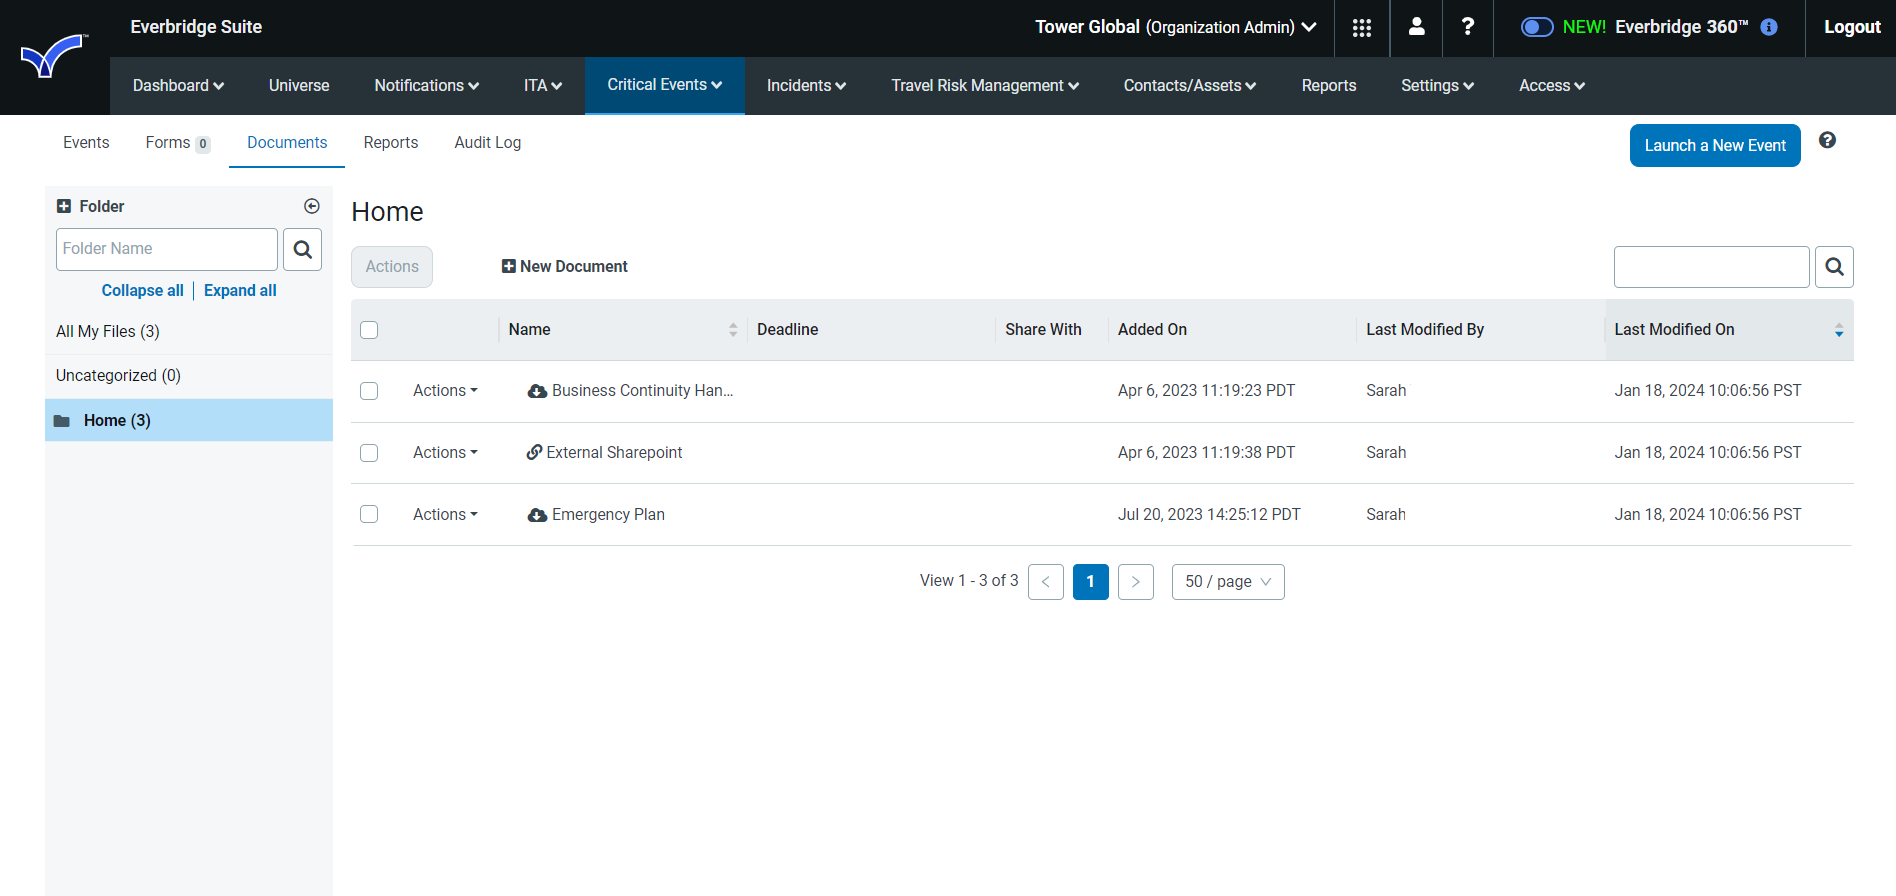 Everbridge Suite
Tower Global (Organization Admin)
?
NEW! Everbridge 360™
Logout
Dashboard
Universe
Notifications
ITA
Critical Events
Incidents
Travel Risk Management
Contacts/Assets
Reports
Settings
Access
Events
Forms 0
Documents
Reports
Audit Log
Launch a New Event
?
Folder
Folder Name
Collapse all
Expand all
All My Files (3)
Uncategorized (0)
Home (3)
Home
Actions
New Document
Name Deadline Share With Added On Last Modified By Last Modified On
Actions Business Continuity Han... Apr 6, 2023 11:19:23 PDT Sarah Jan 18, 2024 10:06:56 PST
Actions External Sharepoint Apr 6, 2023 11:19:38 PDT Sarah Jan 18, 2024 10:06:56 PST
Actions Emergency Plan Jul 20, 2023 14:25:12 PDT Sarah Jan 18, 2024 10:06:56 PST
View 1 - 3 of 3 < 1 > 50 / page